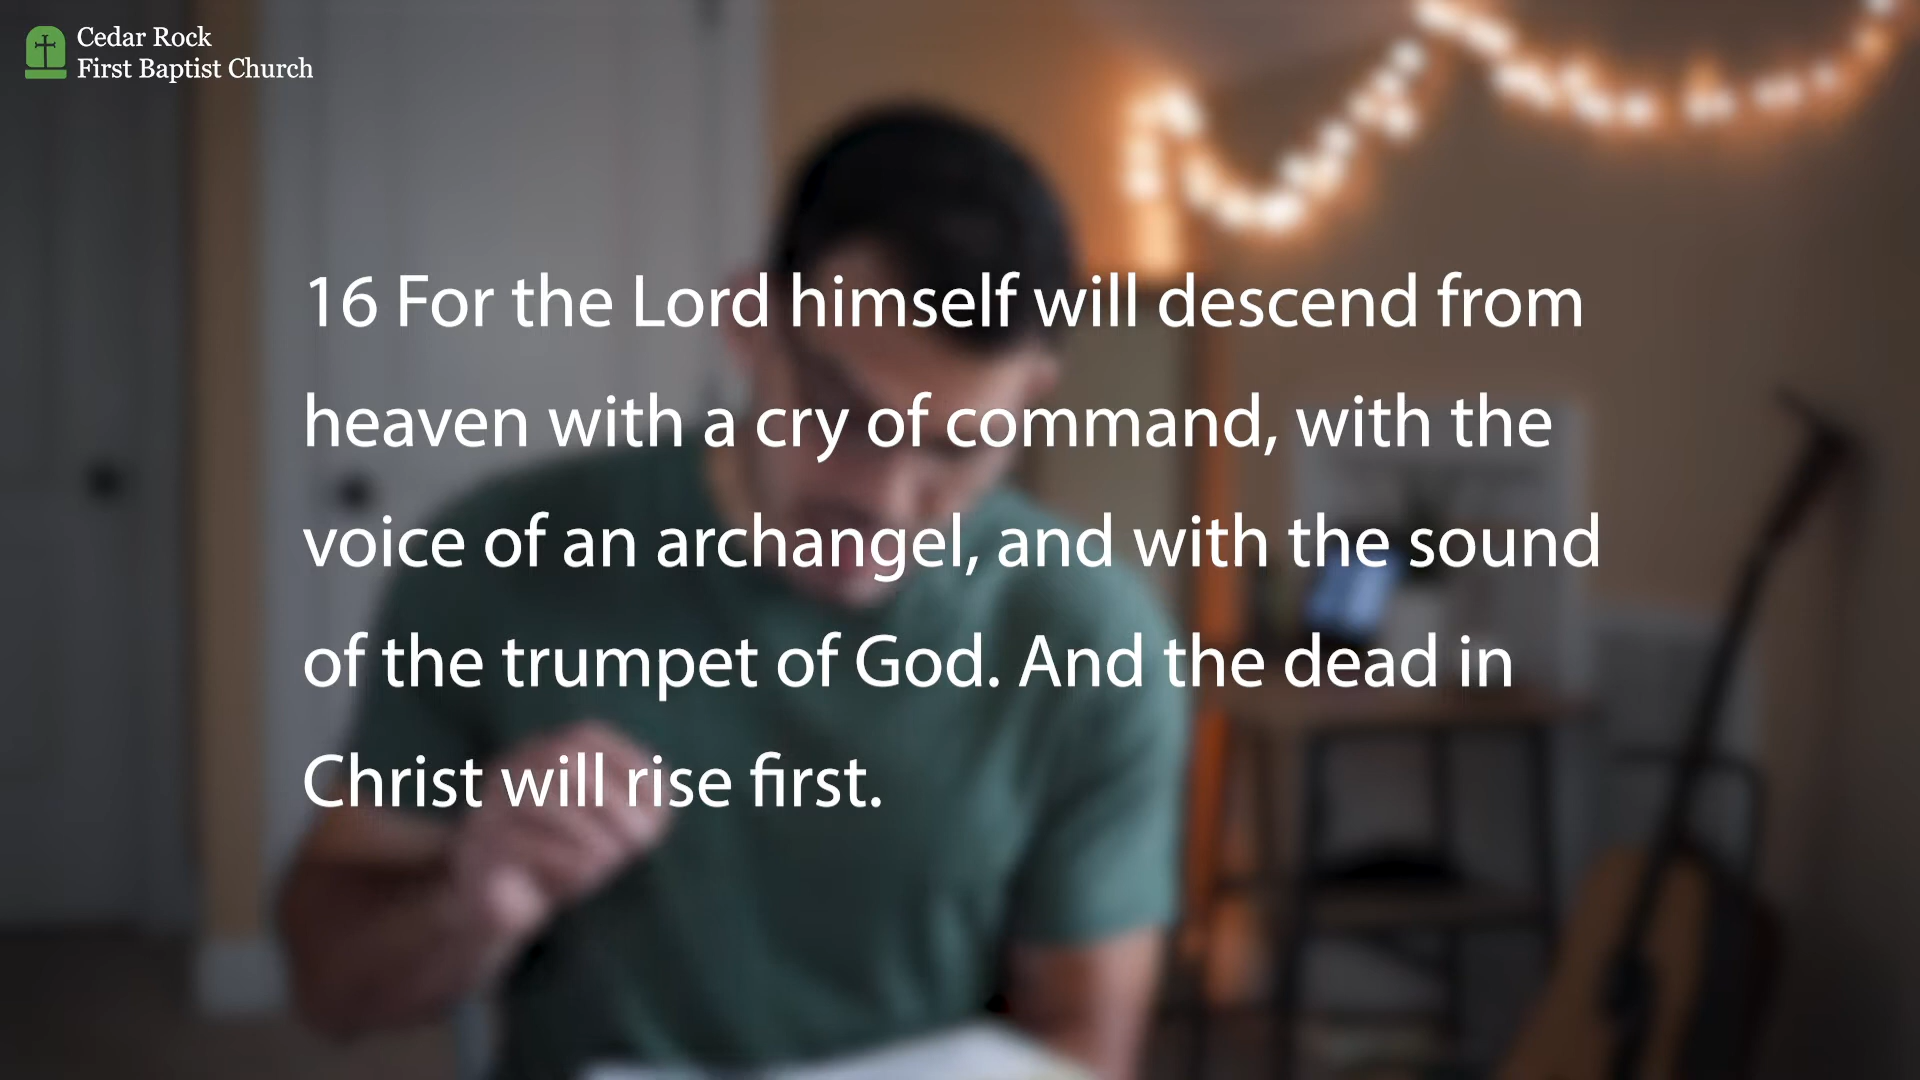 Cedar Rock
First Baptist Church
16 For the Lord himself will descend from
heaven with a cry of command, with the
voice of an archangel, and with the sound
of the trumpet of God. And the dead in
Christ will rise first.